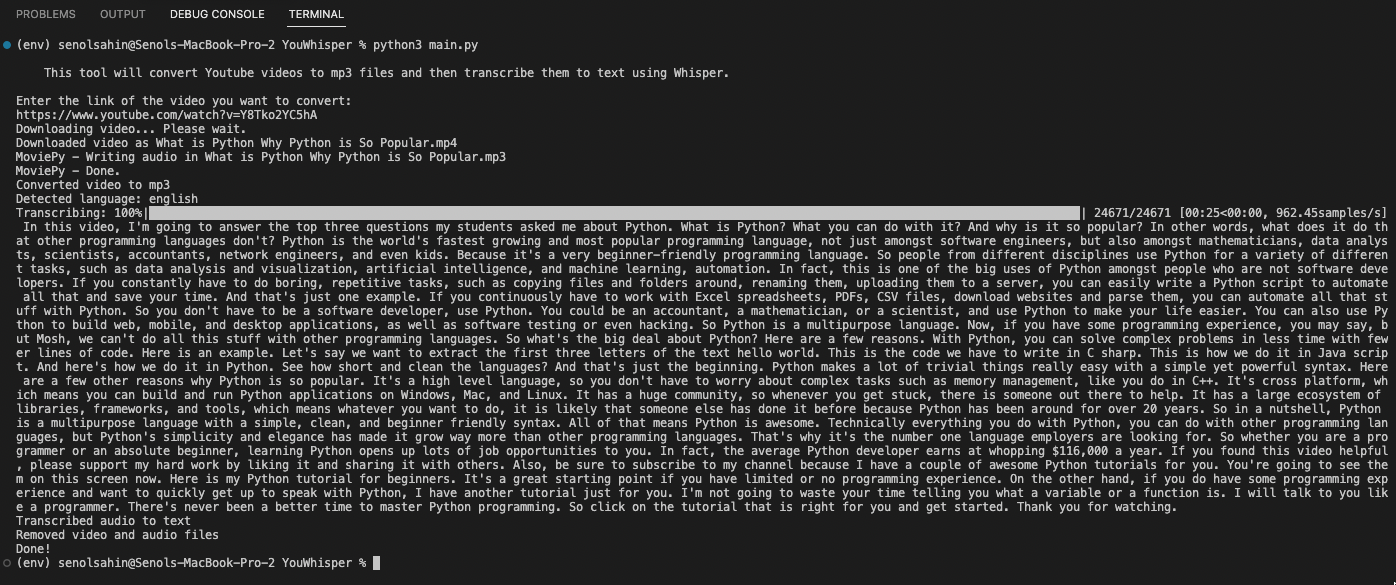 PROBLEMS OUTPUT DEBUG CONSOLE TERMINAL
(env) senolsahin@Senols-MacBook-Pro-2 YouWhisper % python3 main.py
This tool will convert Youtube videos to mp3 files and then transcribe them to text using Whisper.
Enter the link of the video you want to convert:
https://www.youtube.com/watch?v=Y8Tko2YC5hA
Downloading video... Please wait.
Downloaded video as What is Python Why Python is So Popular.mp4
MoviePy - Writing audio in What is Python Why Python is So Popular.mp3
MoviePy - Done.
Converted video to mp3
Detected language: english
Transcribing: 100%| | 24671/24671 [00:25<00:00, 962.45samples/s]
In this video, I'm going to answer the top three questions my students asked me about Python. What is Python? What you can do with it? And why is it so popular? In other words, what does it do th
at other programming languages don't? Python is the world's fastest growing and most popular programming language, not just amongst software engineers, but also amongst mathematicians, data analys
ts, scientists, accountants, network engineers, and even kids. Because it's a very beginner-friendly programming language. So people from different disciplines use Python for a variety of differen
t tasks, such as data analysis and visualization, artificial intelligence, and machine learning, automation. In fact, this is one of the big uses of Python amongst people who are not software deve
lopers. If you constantly have to do boring, repetitive tasks, such as copying files and folders around, renaming them, uploading them to a server, you can easily write a Python script to automate
all that and save your time. And that's just one example. If you continuously have to work with Excel spreadsheets, PDFs, CSV files, download websites and parse them, you can automate all that st
uff with Python. So you don't have to be a software developer, use Python. You could be an accountant, a mathematician, or a scientist, and use Python to make your life easier. You can also use Py
thon to build web, mobile, and desktop applications, as well as software testing or even hacking. So Python is a multipurpose language. Now, if you have some programming experience, you may say, b
ut Mosh, we can't do all this stuff with other programming languages. So what's the big deal about Python? Here are a few reasons. With Python, you can solve complex problems in less time with few
er lines of code. Here is an example. Let's say we want to extract the first three letters of the text hello world. This is the code we have to write in C sharp. This is how we do it in Java scrip
t. And here's how we do it in Python. See how short and clean the languages? And that's just the beginning. Python makes a lot of trivial things really easy with a simple yet powerful syntax. Here
are a few other reasons why Python is so popular. It's a high level language, so you don't have to worry about complex tasks such as memory management, like you do in C++. It's cross platform, wh
ich means you can build and run Python applications on Windows, Mac, and Linux. It has a huge community, so whenever you get stuck, there is someone out there to help. It has a large ecosystem of
libraries, frameworks, and tools, which means whatever you want to do, it is likely that someone else has done it before because Python has been around for over 20 years. So in a nutshell, Python
is a multipurpose language with a simple, clean, and beginner friendly syntax. All of that means Python is awesome. Technically everything you do with Python, you can do with other programming lan
guages, but Python's simplicity and elegance has made it grow way more than other programming languages. That's why it's the number one language employers are looking for. So whether you are a pro
grammer or an absolute beginner, learning Python opens up lots of job opportunities to you. In fact, the average Python developer earns at whopping $116,000 a year. If you found this video helpful
, please support my hard work by liking it and sharing it with others. Also, be sure to subscribe to my channel because I have a couple of awesome Python tutorials for you. You're going to see the
m on this screen now. Here is my Python tutorial for beginners. It's a great starting point if you have limited or no programming experience. On the other hand, if you do have some programming exp
erience and want to quickly get up to speed with Python, I have another tutorial just for you. I'm not going to waste your time telling you what a variable or a function is. I will talk to you lik
e a programmer. There's never been a better time to master Python programming. So click on the tutorial that is right for you and get started. Thank you for watching.
Transcribed audio to text
Removed video and audio files
Done!
(env) senolsahin@Senols-MacBook-Pro-2 YouWhisper %